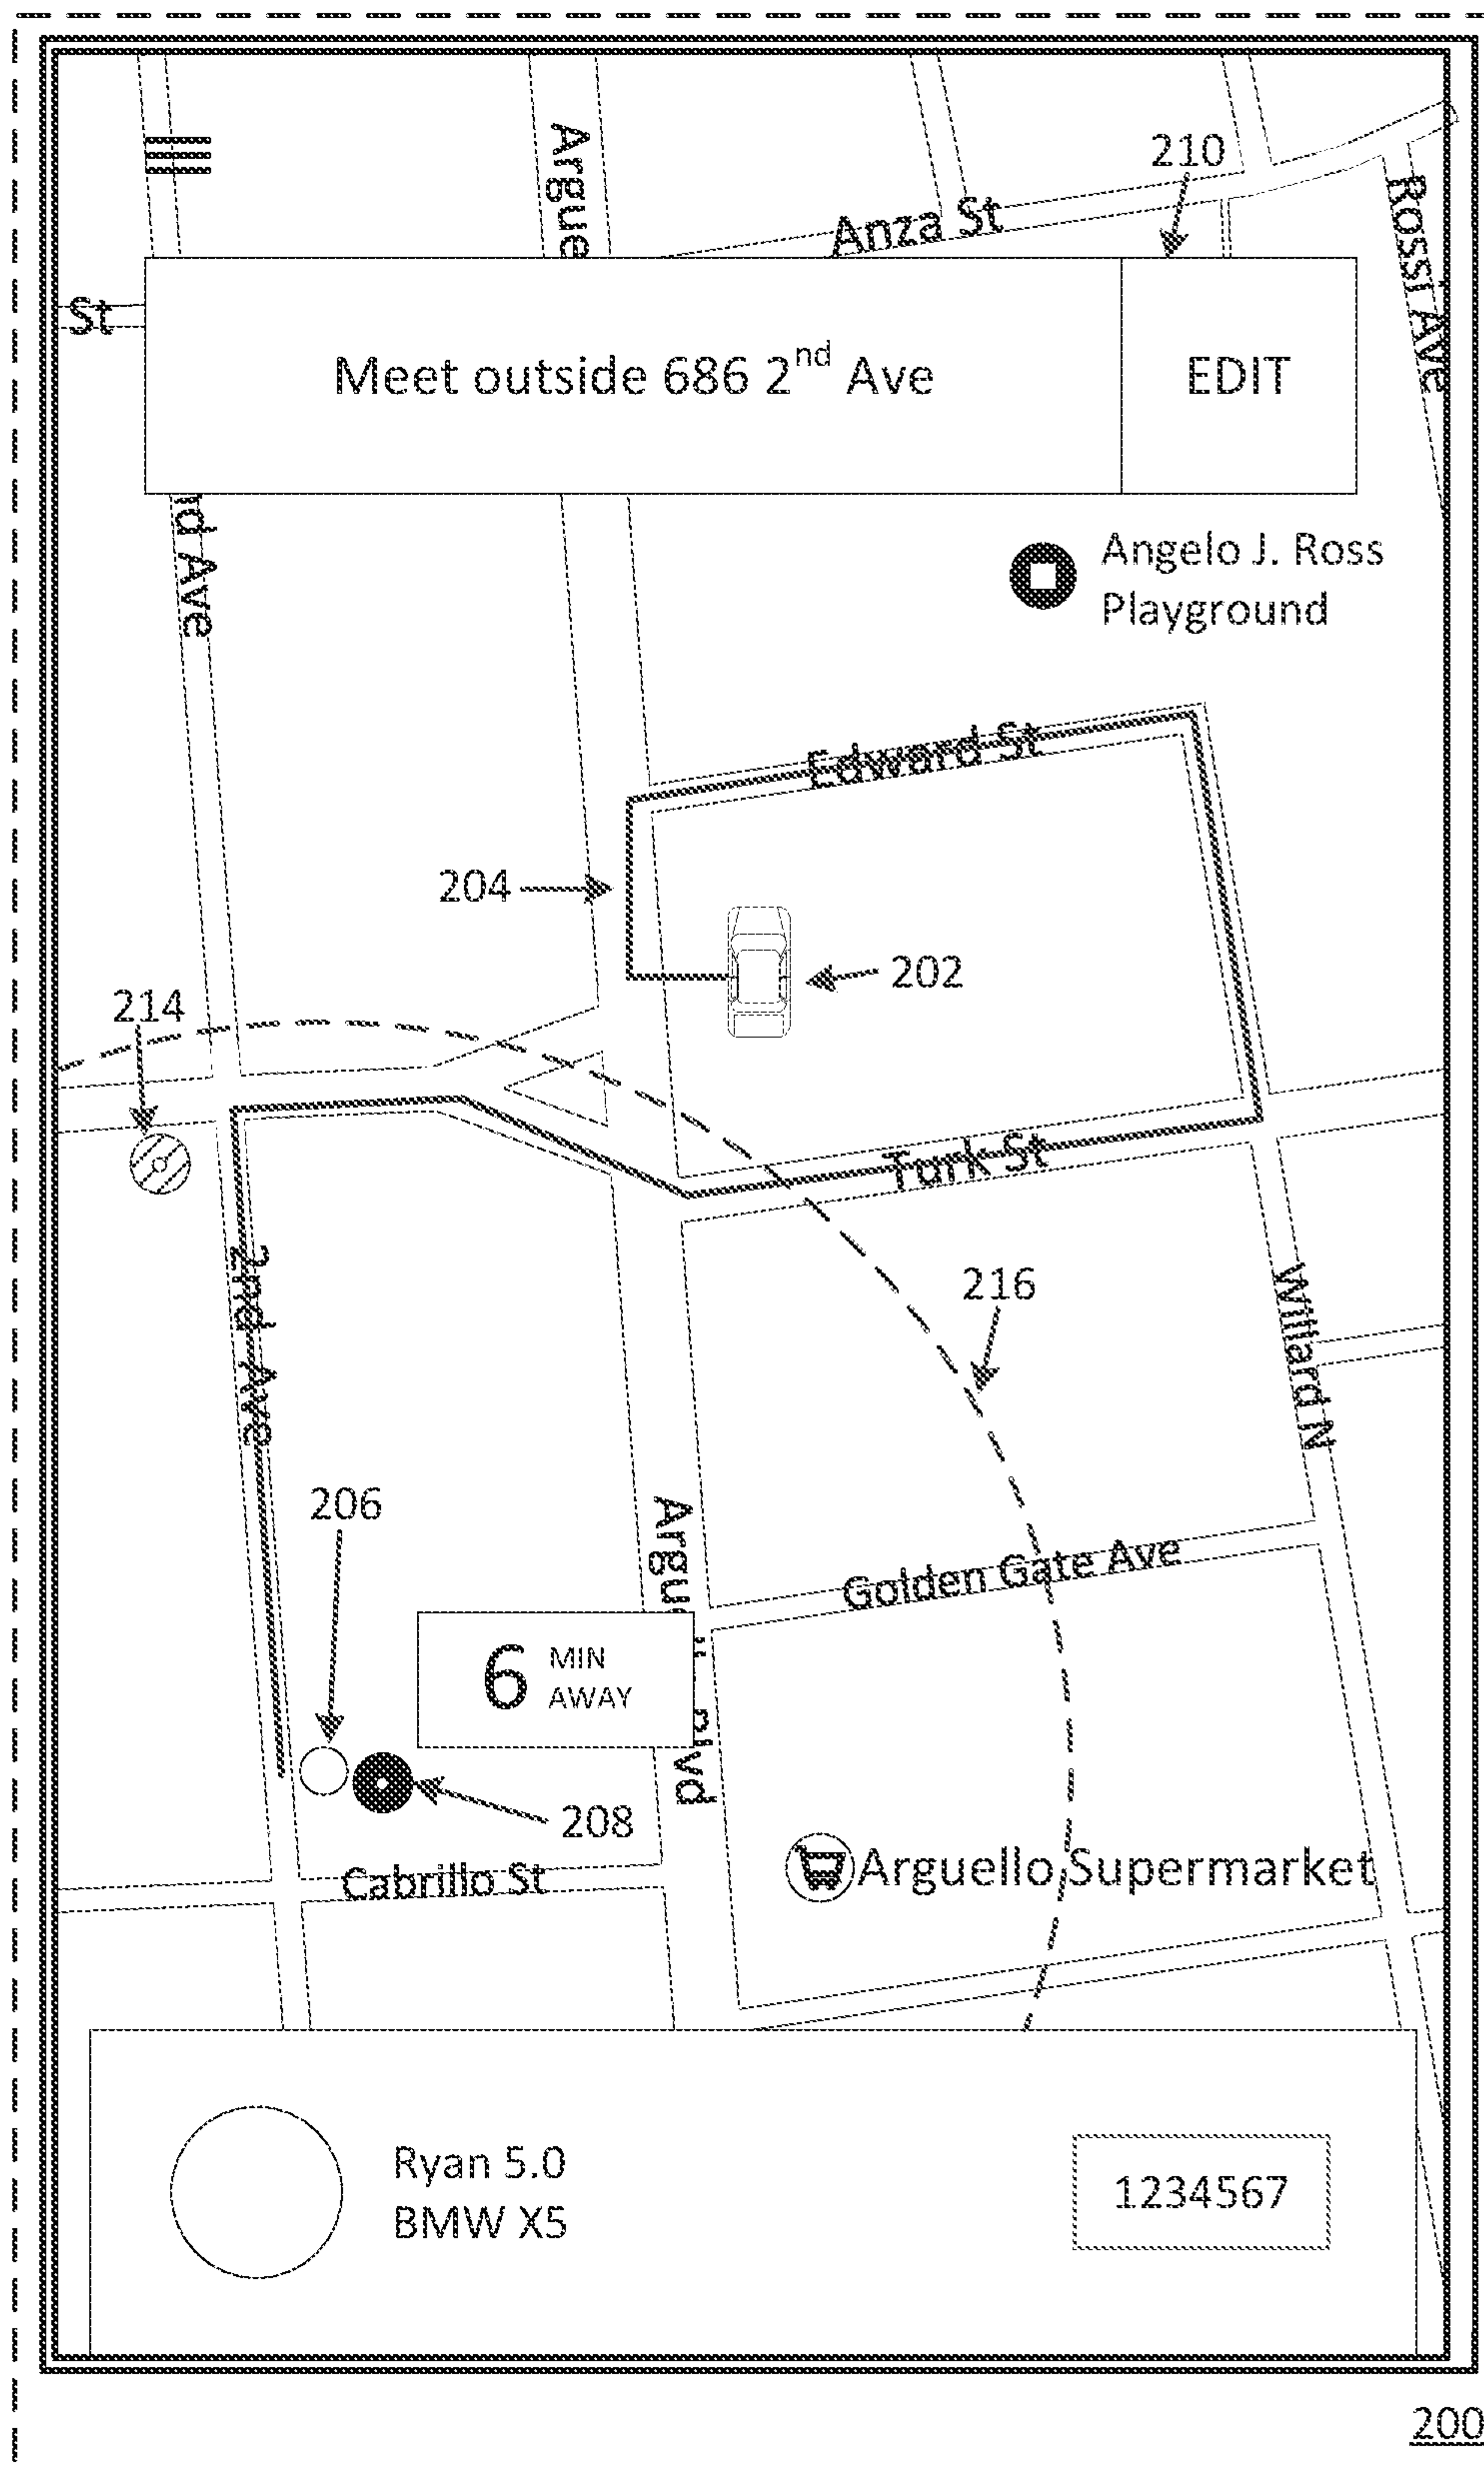 Argue
210
Anza St
Rossi Ave
St
Meet outside 686 2nd Ave
EDIT
nd Ave
Angelo J. Ross
Playground
Edward St
204
202
214
Turk St
216
2nd Ave
Willard N
206
Argue
Golden Gate Ave
6 MIN
AWAY
Blvd
208
Cabrillo St
Arguello Supermarket
Ryan 5.0
BMW X5
1234567
200